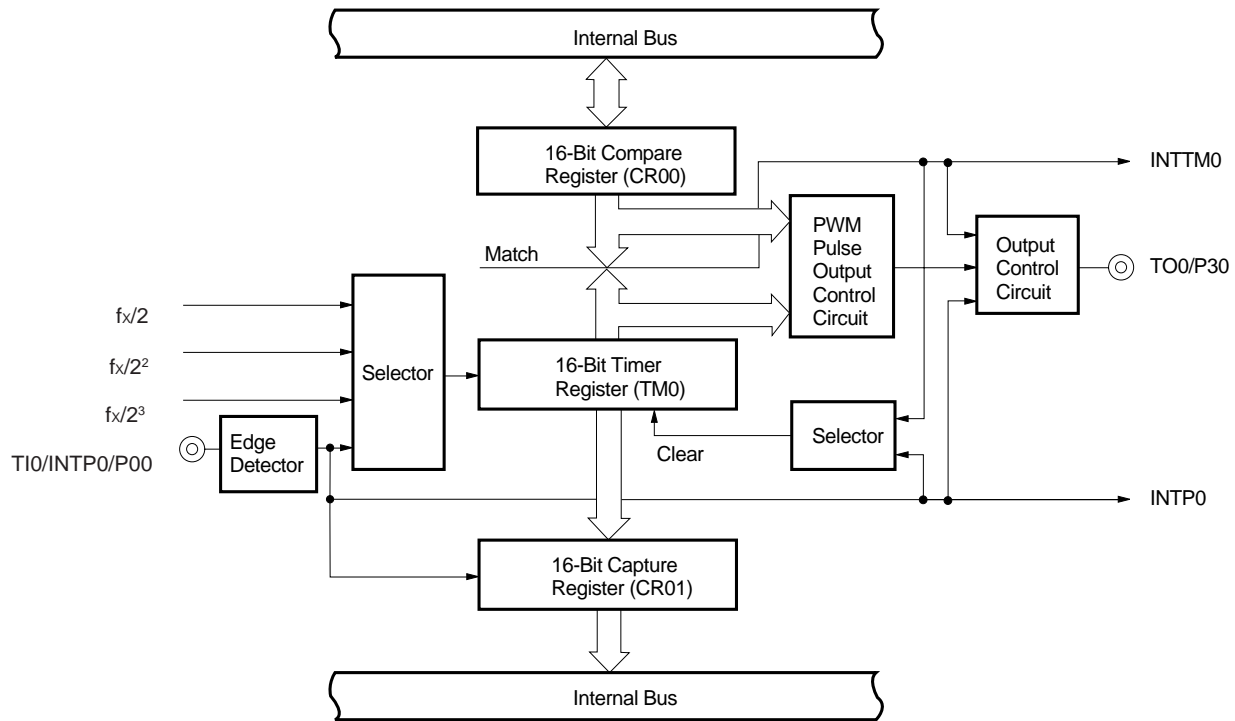 Internal Bus
16-Bit Compare
Register (CR00)
INTTM0
PWM
Pulse
Output
Control
Circuit
Output
Control
Circuit
TO0/P30
Match
fx/2
fx/2²
fx/2³
Selector
16-Bit Timer
Register (TM0)
TI0/INTP0/P00
Edge
Detector
Clear
Selector
INTP0
16-Bit Capture
Register (CR01)
Internal Bus